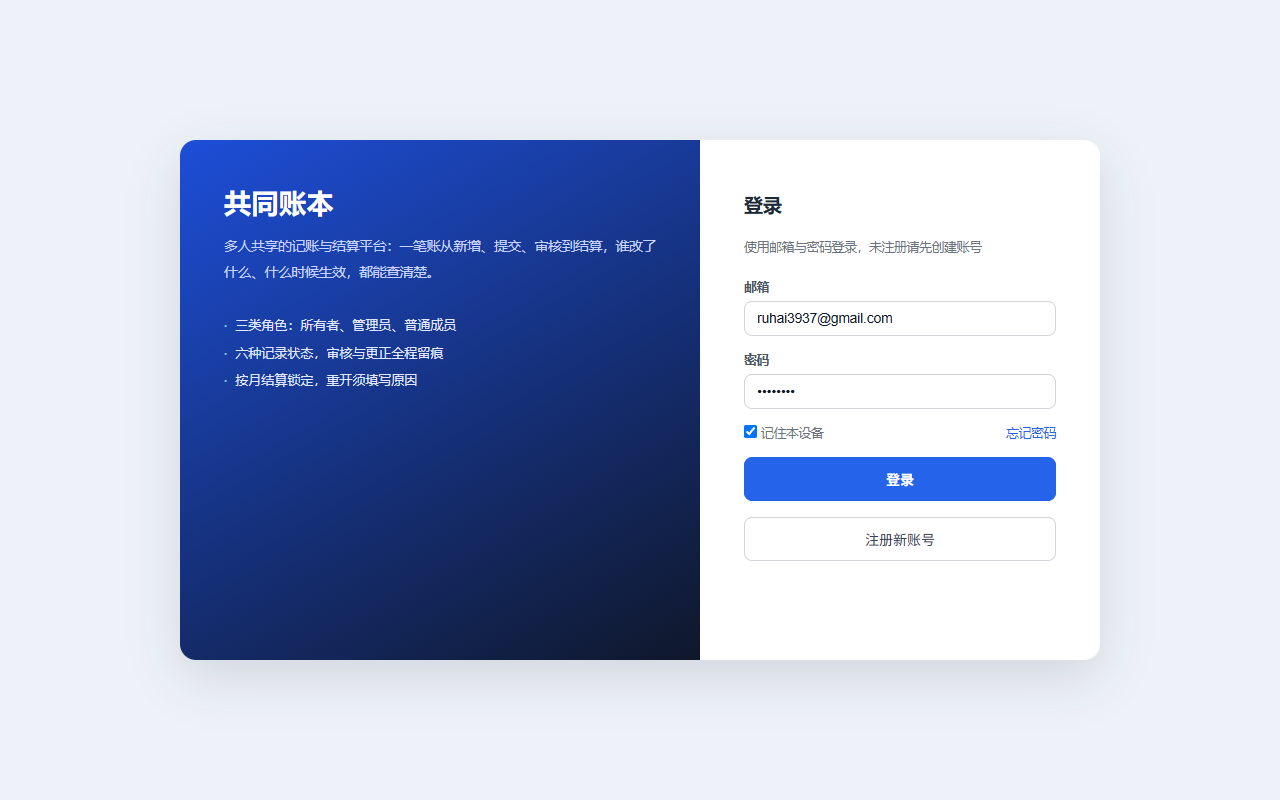 共同账本
多人共享的记账与结算平台：一笔账从新增、提交、审核到结算，谁改了
什么、什么时候生效，都能查清楚。
· 三类角色：所有者、管理员、普通成员
· 六种记录状态，审核与更正全程留痕
· 按月结算锁定，重开须填写原因
登录
使用邮箱与密码登录，未注册请先创建账号
邮箱
ruhai3937@gmail.com
密码
••••••••
记住本设备 忘记密码
登录
注册新账号